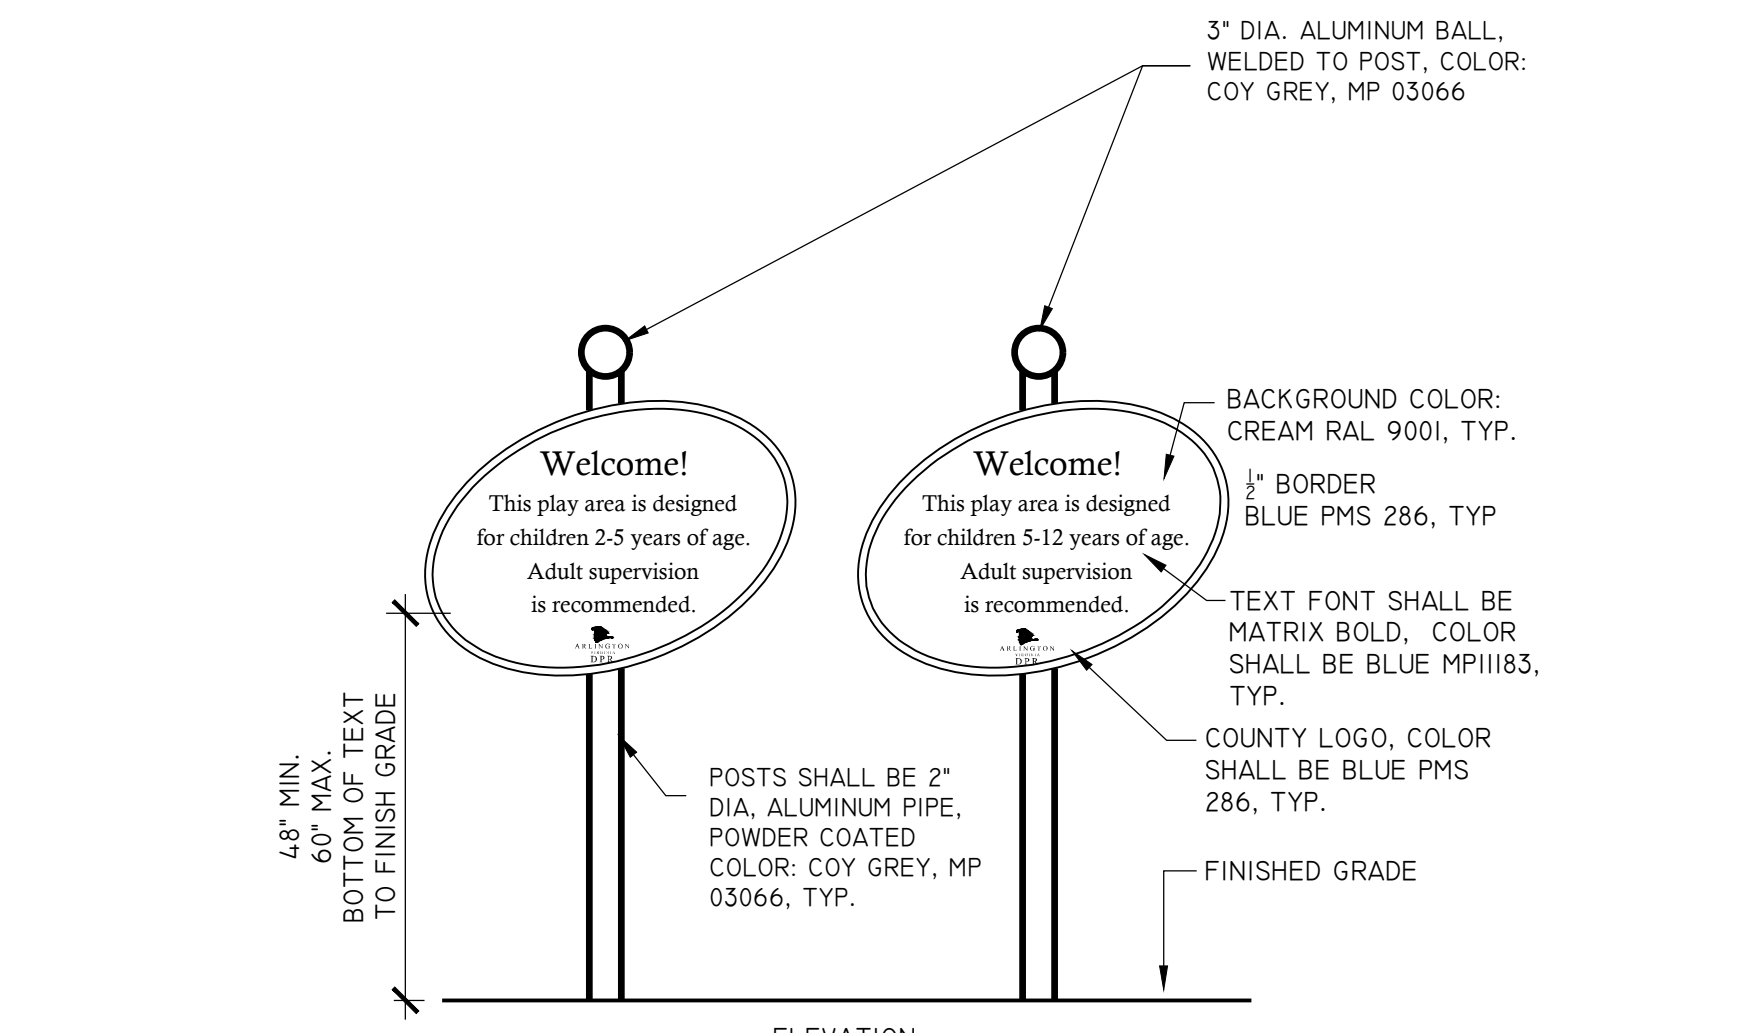 3" DIA. ALUMINUM BALL,
WELDED TO POST, COLOR:
COY GREY, MP 03066
Welcome!
This play area is designed
for children 2-5 years of age.
Adult supervision
is recommended.
ARLINGTON
VIRGINIA
DPR
Welcome!
This play area is designed
for children 5-12 years of age.
Adult supervision
is recommended.
ARLINGTON
VIRGINIA
DPR
BACKGROUND COLOR:
CREAM RAL 9001, TYP.
1/2" BORDER
BLUE PMS 286, TYP
TEXT FONT SHALL BE
MATRIX BOLD, COLOR
SHALL BE BLUE MP111183,
TYP.
COUNTY LOGO, COLOR
SHALL BE BLUE PMS
286, TYP.
48" MIN.
60" MAX.
BOTTOM OF TEXT
TO FINISH GRADE
POSTS SHALL BE 2"
DIA, ALUMINUM PIPE,
POWDER COATED
COLOR: COY GREY, MP
03066, TYP.
FINISHED GRADE
ELEVATION